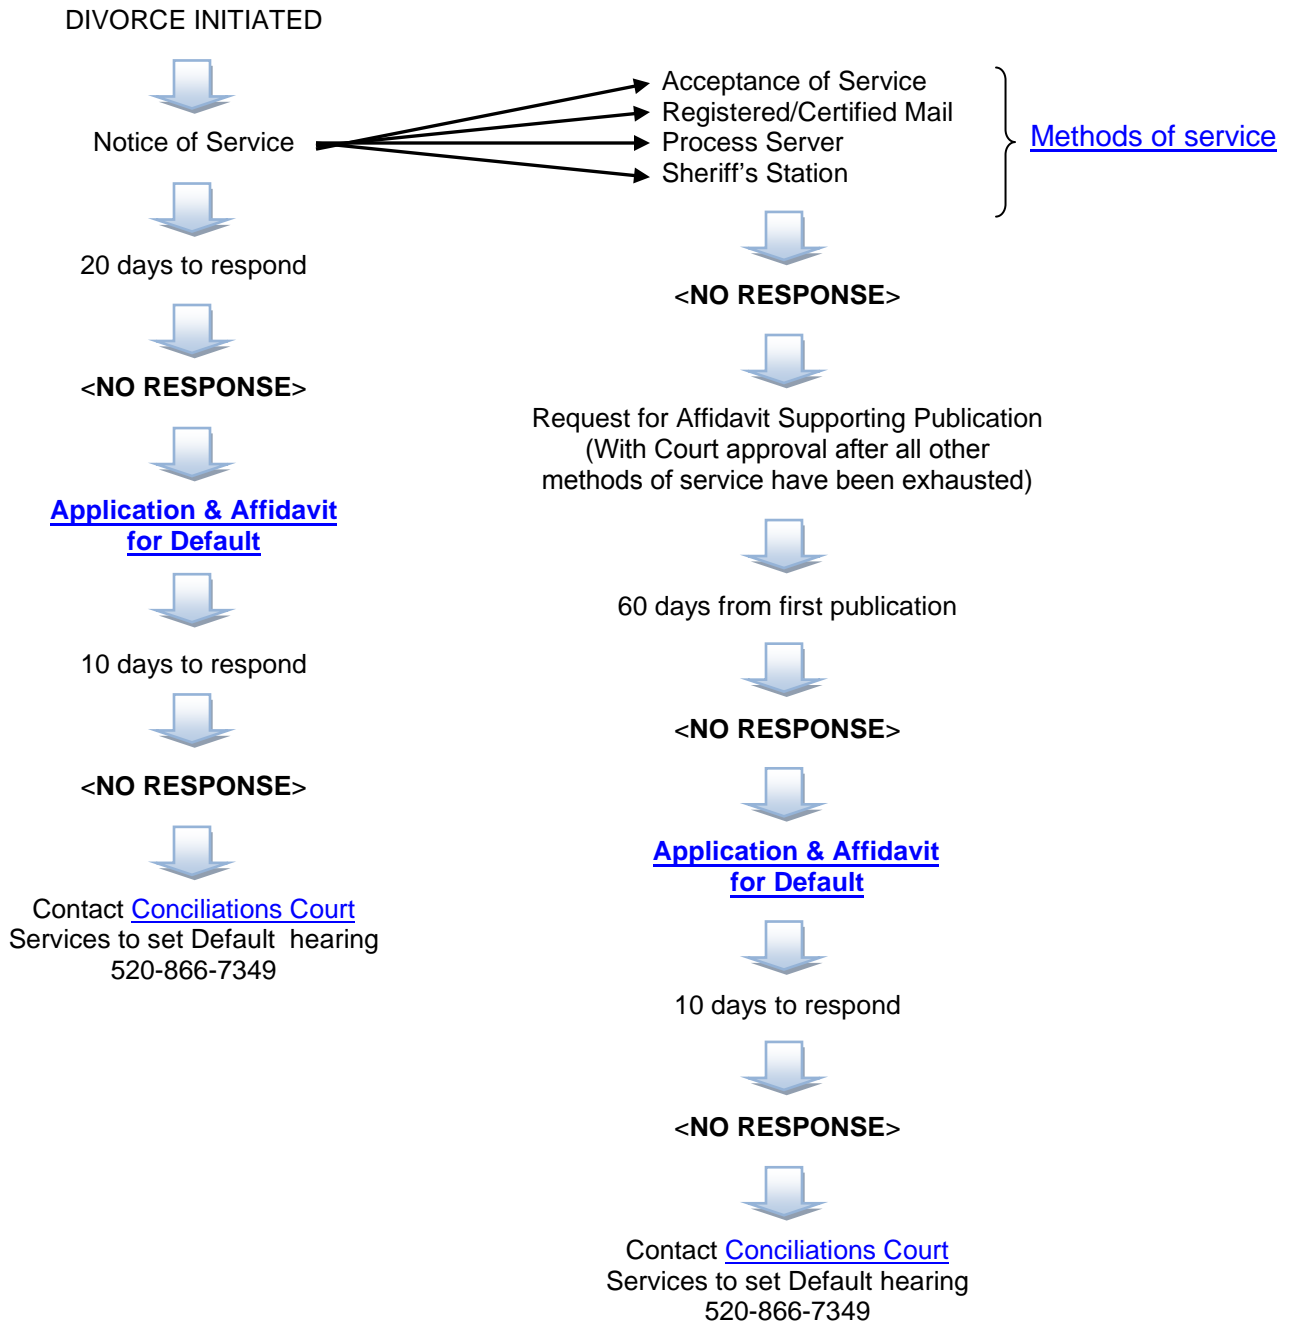 DIVORCE INITIATED
Notice of Service
Acceptance of Service
Registered/Certified Mail
Process Server
Sheriff’s Station
Methods of service
20 days to respond
<NO RESPONSE>
Application & Affidavit
for Default
10 days to respond
<NO RESPONSE>
Contact Conciliations Court
Services to set Default  hearing
520-866-7349
<NO RESPONSE>
Request for Affidavit Supporting Publication
(With Court approval after all other
methods of service have been exhausted)
60 days from first publication
<NO RESPONSE>
Application & Affidavit
for Default
10 days to respond
<NO RESPONSE>
Contact Conciliations Court
Services to set Default hearing
520-866-7349